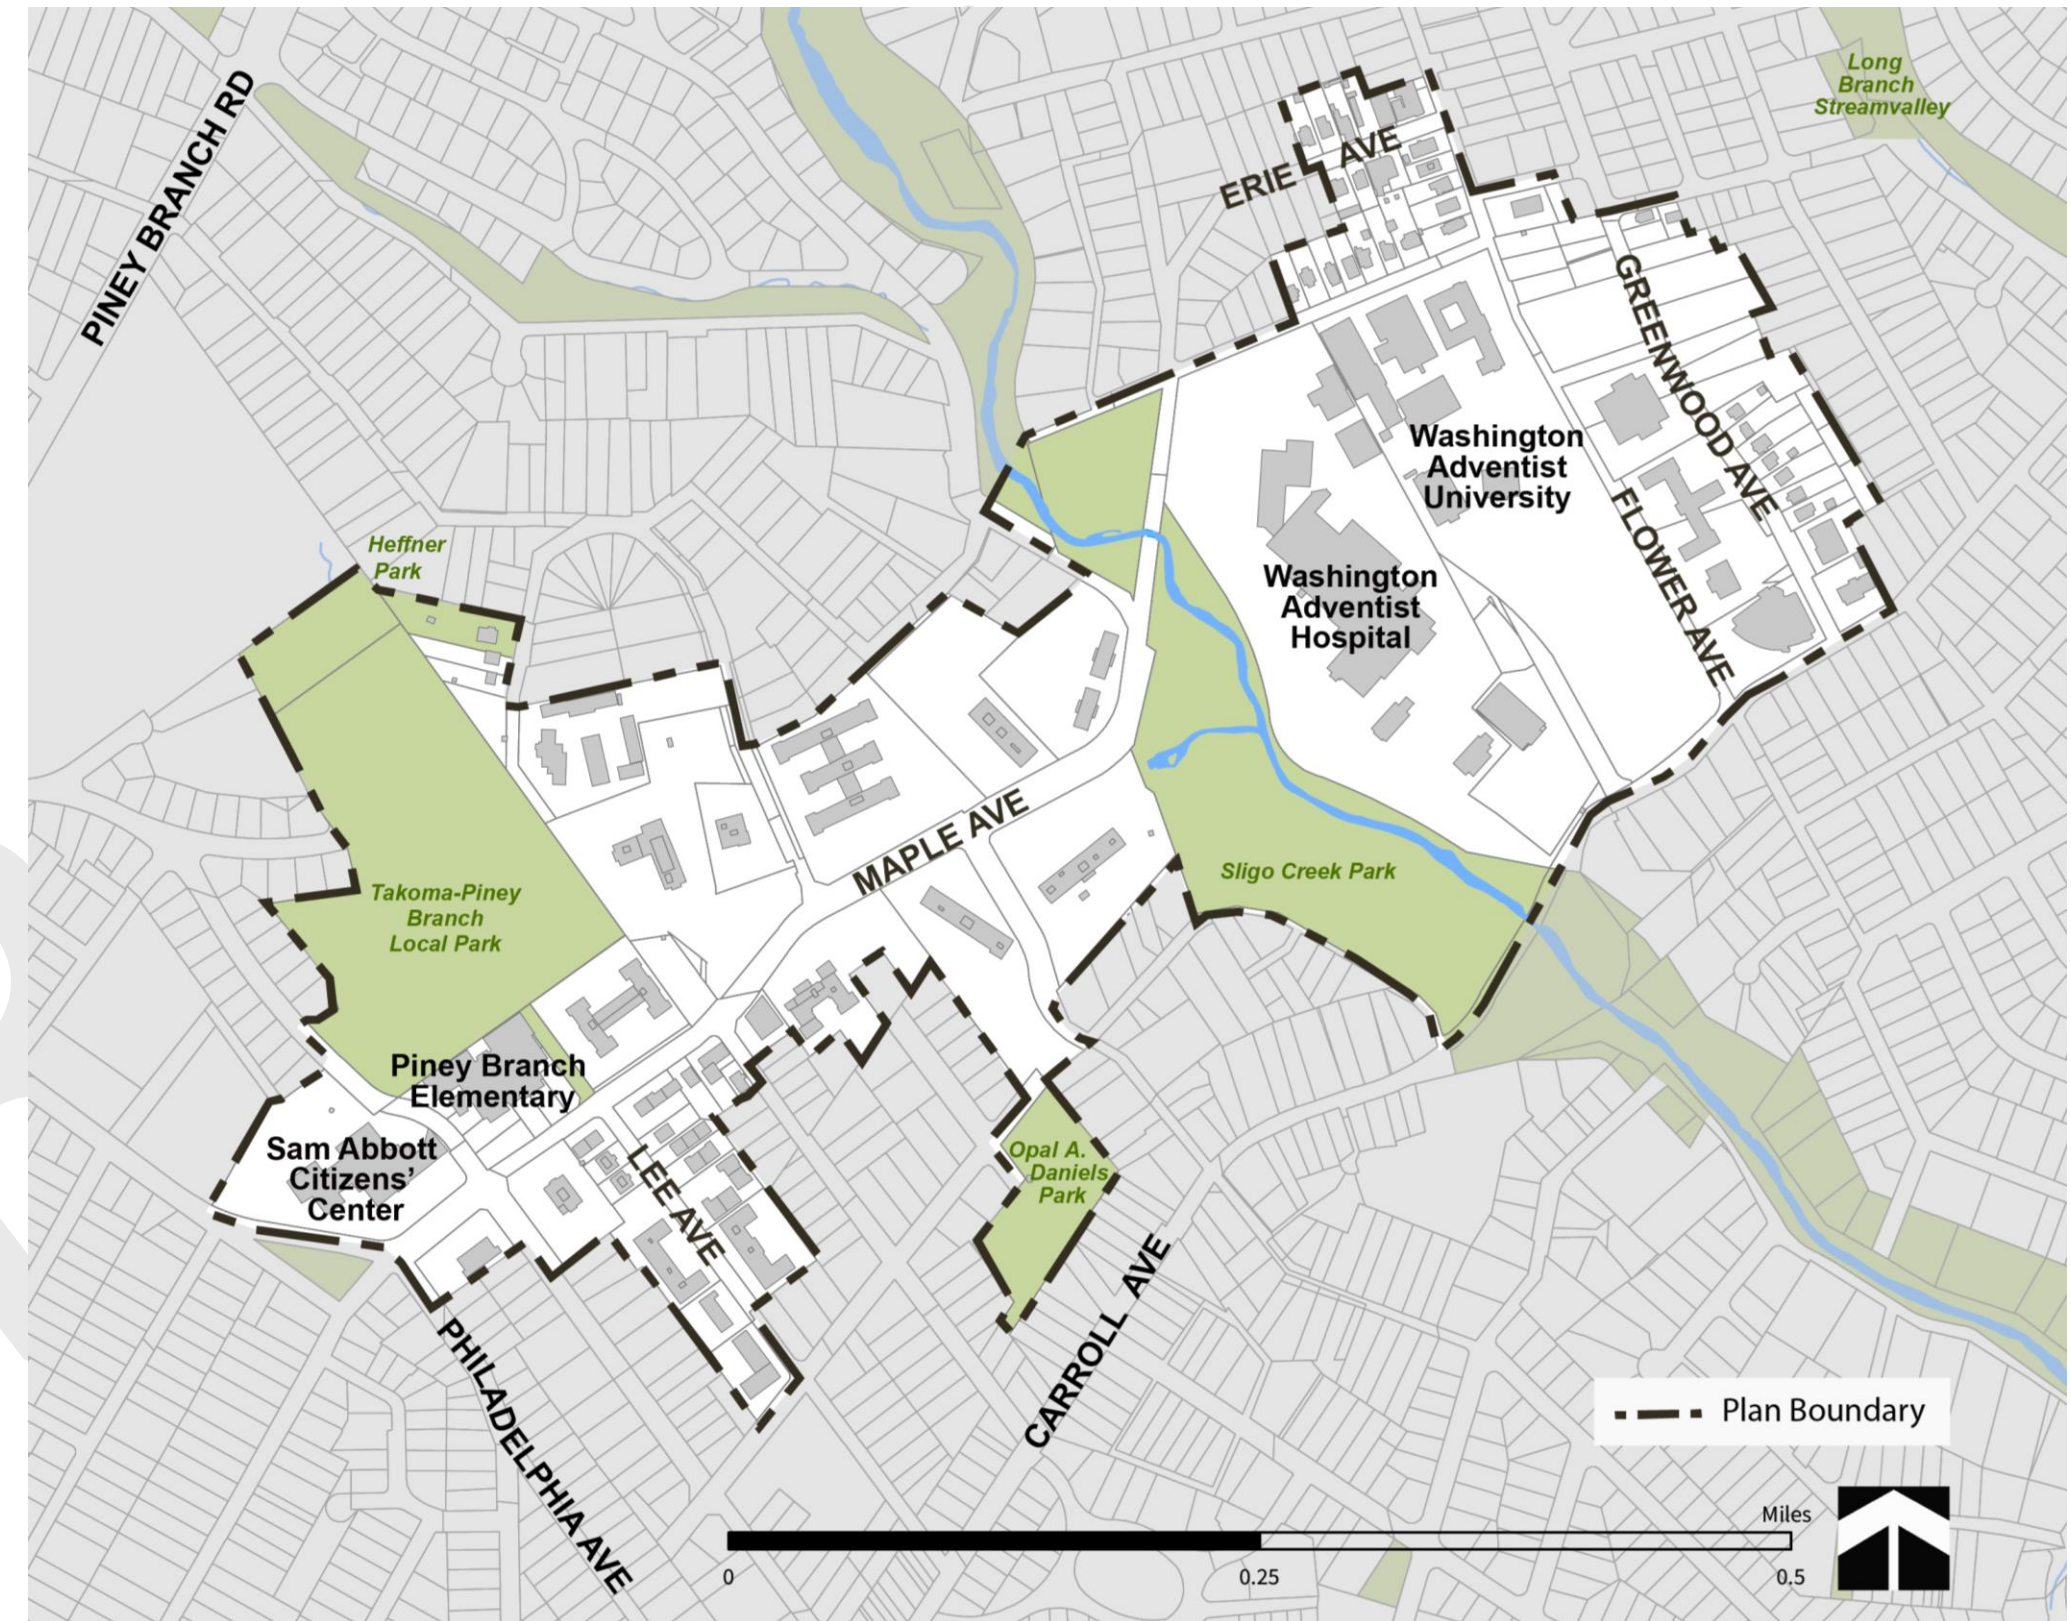 Long
Branch
Streamvalley
PINEY BRANCH RD
ERIE AVE
GREENWOOD AVE
Washington
Adventist
University
FLOWER AVE
Heffner
Park
Washington
Adventist
Hospital
MAPLE AVE
Sligo Creek Park
Takoma-Piney
Branch
Local Park
Piney Branch
Elementary
Sam Abbott
Citizens’
Center
LEE AVE
Opal A.
Daniels
Park
CARROLL AVE
PHILADELPHIA AVE
Plan Boundary
Miles
0
0.25
0.5